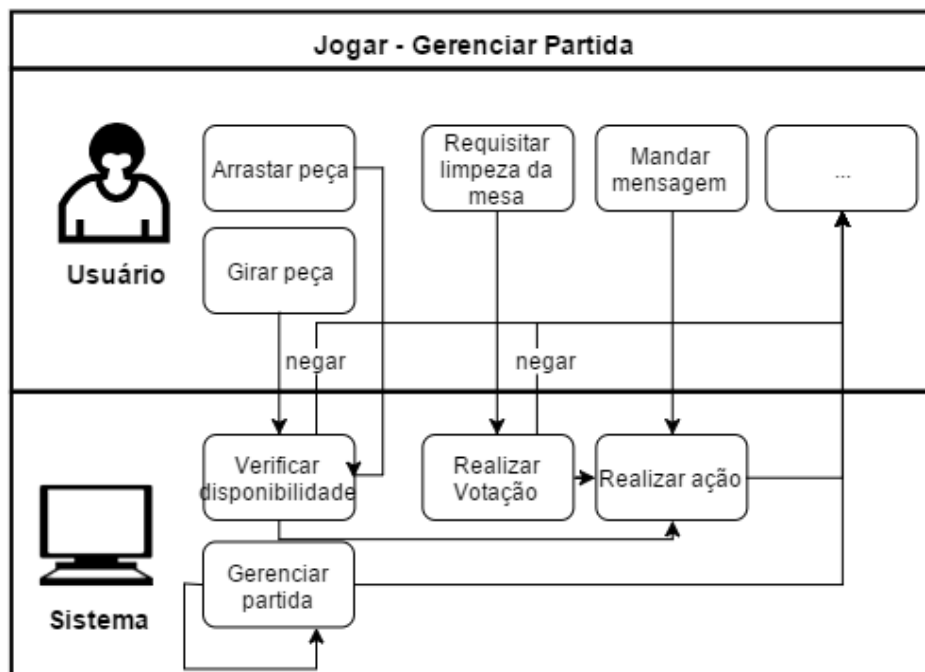 Jogar - Gerenciar Partida
Arrastar peça
Requisitar
limpeza da
mesa
Mandar
mensagem
...
Girar peça
Usuário
negar
negar
Verificar
disponibilidade
Realizar
Votação
Realizar ação
Gerenciar
partida
Sistema